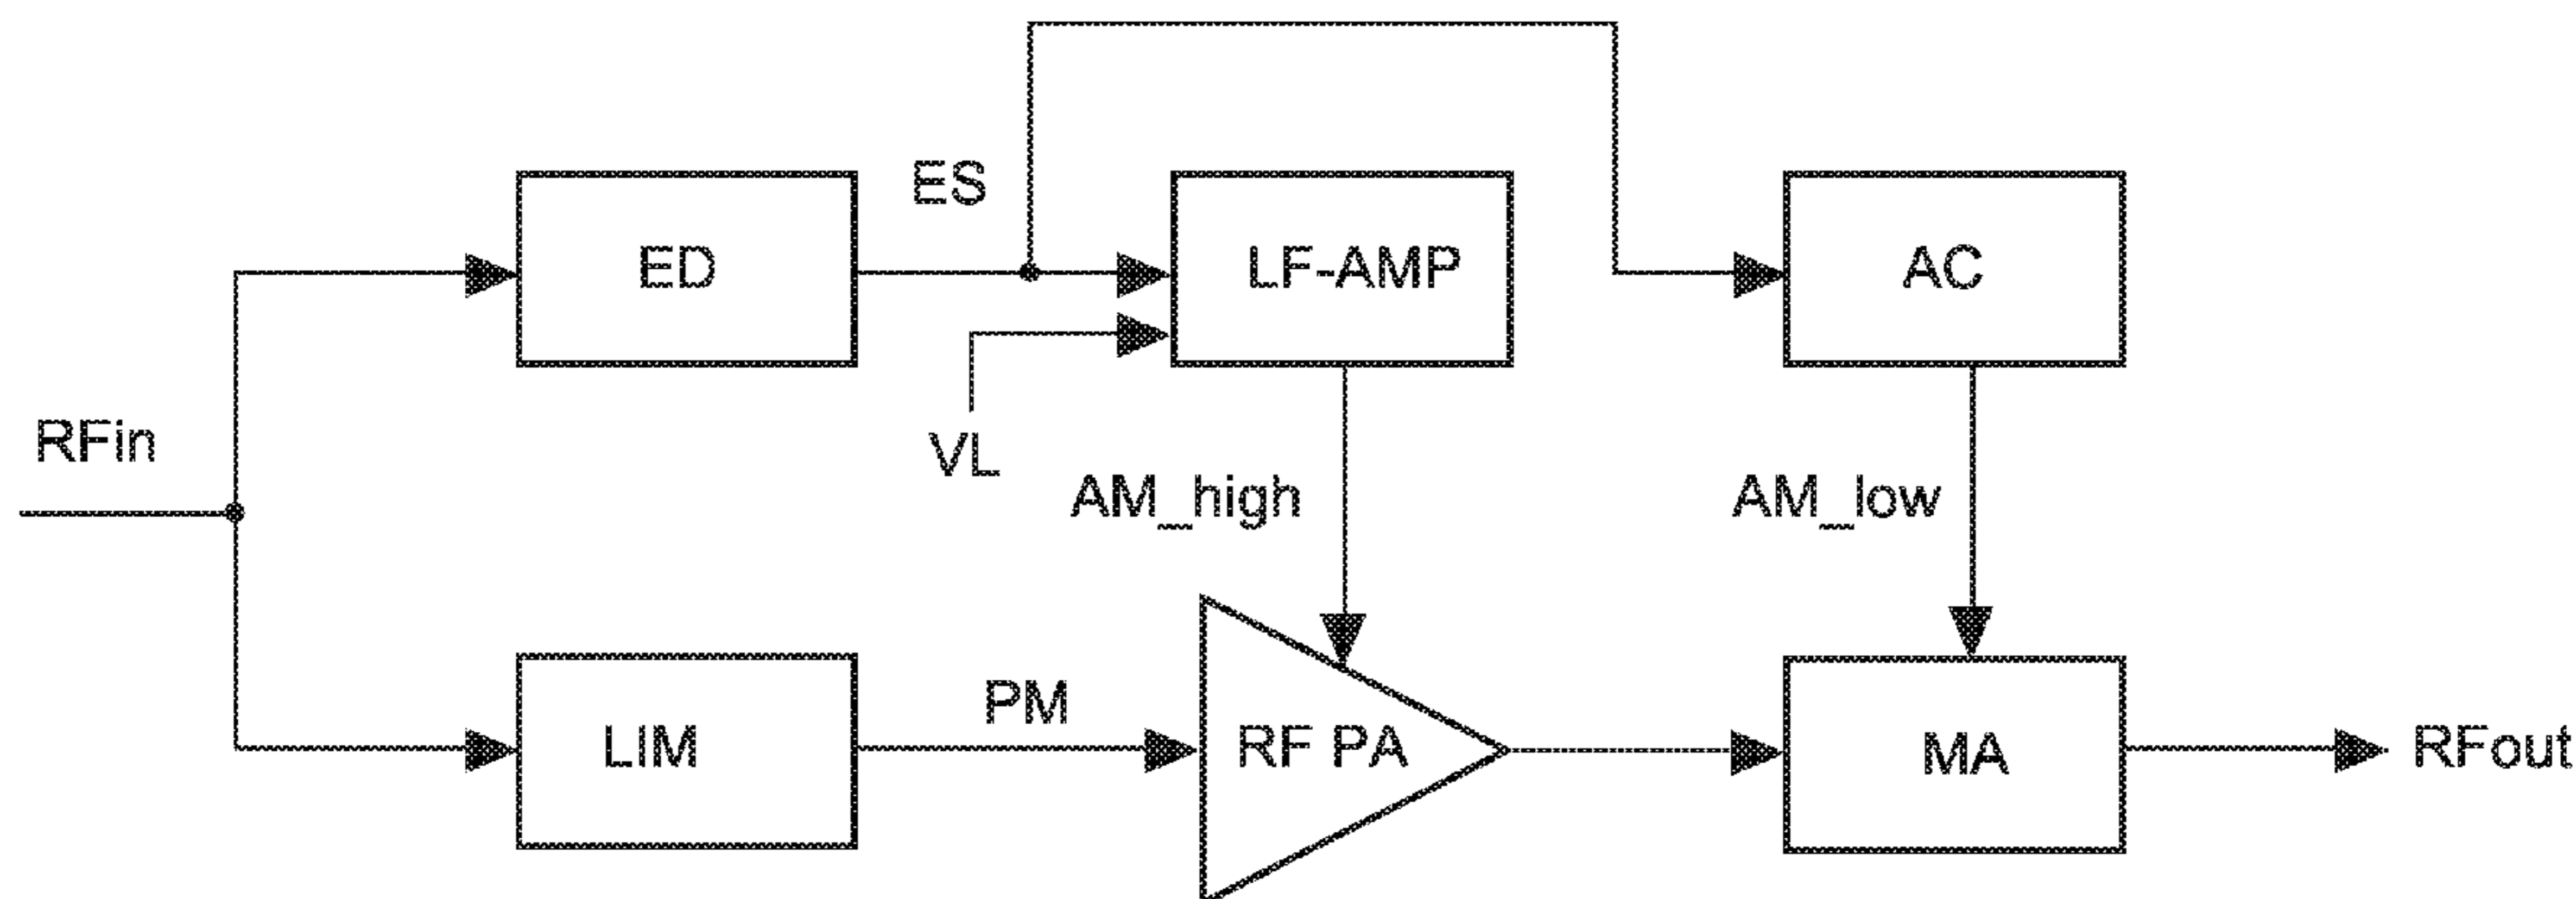 ES
ED
LF-AMP
AC
RFin
VL
AM_high
AM_low
PM
LIM
RF PA
MA
RFout